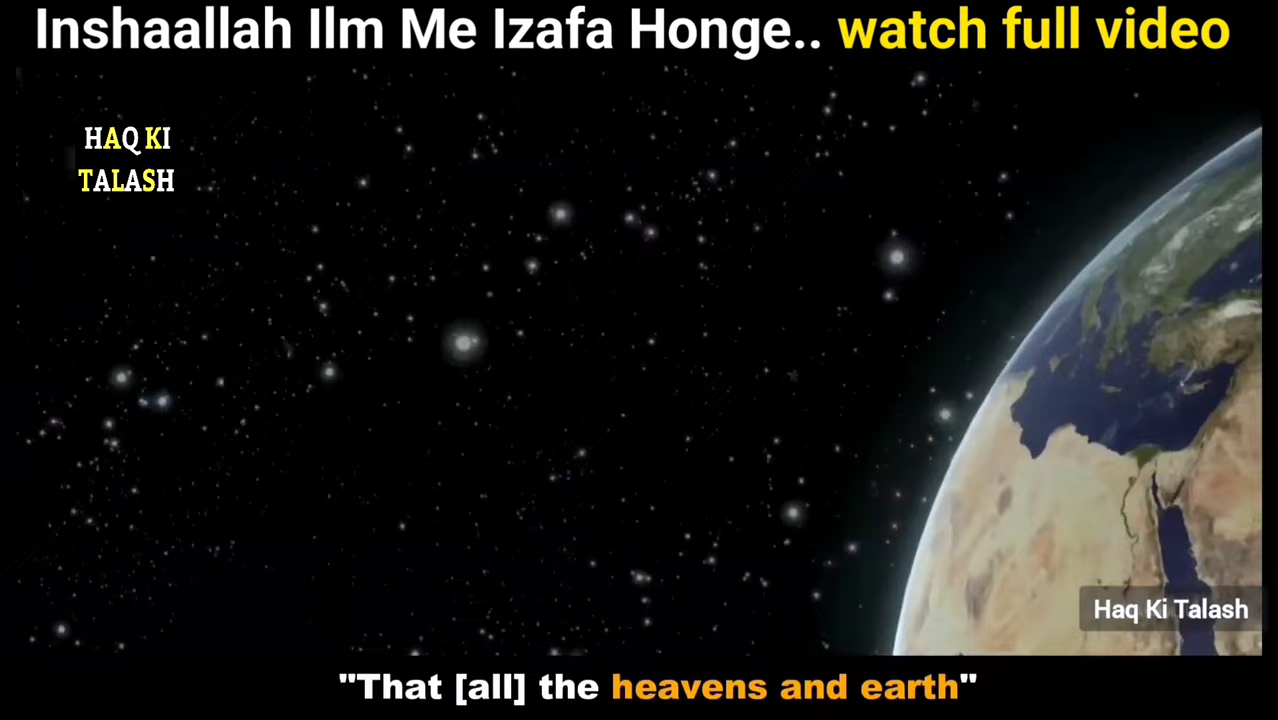 Inshaallah Ilm Me Izafa Honge.. watch full video
HAQ KI
TALASH
Haq Ki Talash
"That [all] the heavens and earth"